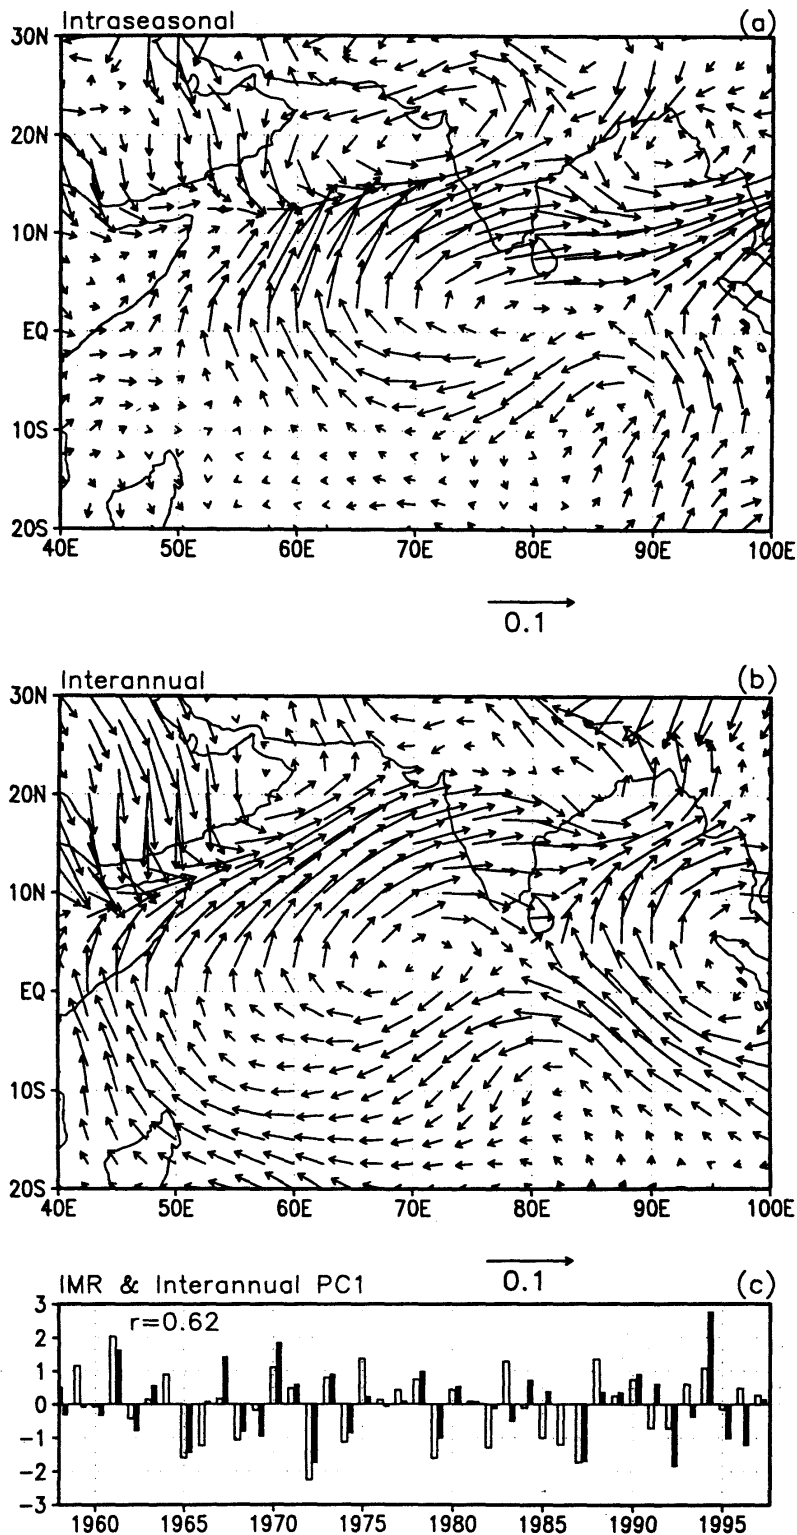 Intraseasonal (a)
30N
20N
10N
EQ
10S
20S
40E 50E 60E 70E 80E 90E 100E
0.1
Interannual (b)
30N
20N
10N
EQ
10S
20S
40E 50E 60E 70E 80E 90E 100E
0.1
IMR & Interannual PC1 (c)
r=0.62
3
2
1
0
-1
-2
-3
1960 1965 1970 1975 1980 1985 1990 1995